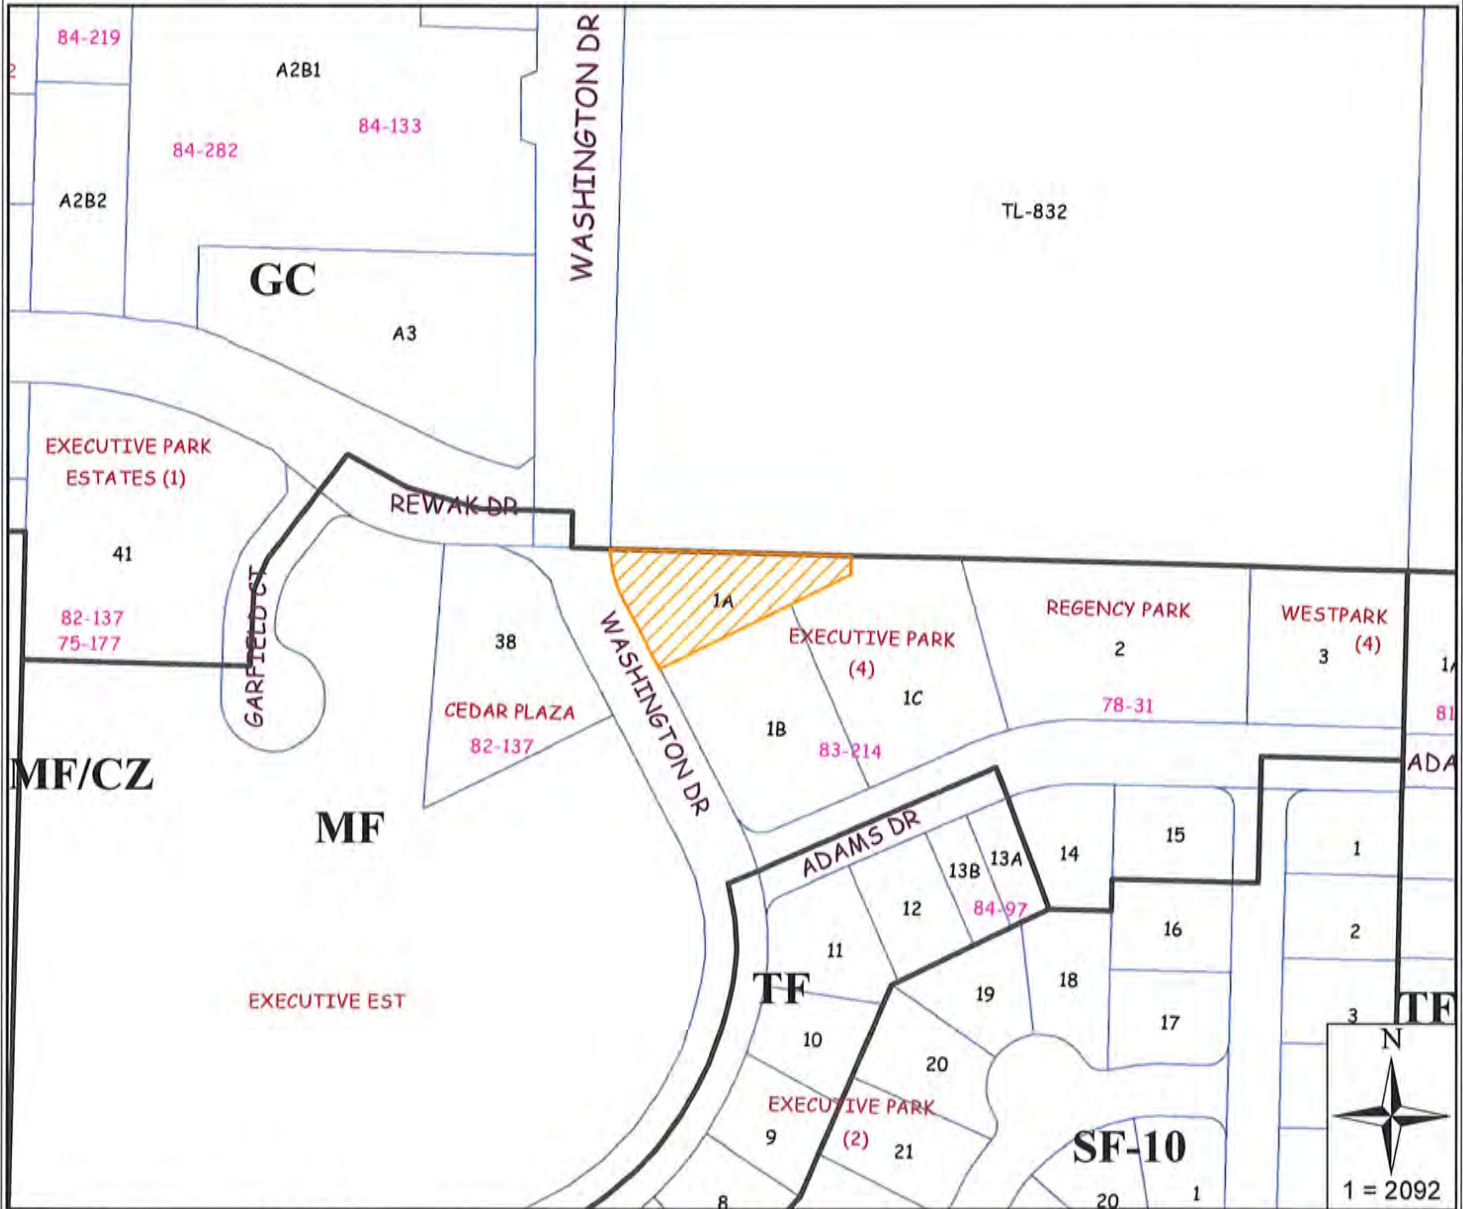 84-219
2
A2B1
84-133
84-282
A2B2
WASHINGTON DR
TL-832
GC
A3
EXECUTIVE PARK
ESTATES (1)
REWAK DR
41
82-137
75-177
GARFIELD CT
38
CEDAR PLAZA
82-137
WASHINGTON DR
1A
EXECUTIVE PARK
(4)
1B
1C
83-214
REGENCY PARK
2
78-31
WESTPARK
(4)
3
81
ADA
MF/CZ
MF
ADAMS DR
13B
13A
14
15
1
12
84-97
16
2
11
TF
19
18
17
3
TF
EXECUTIVE EST
10
20
EXECUTIVE PARK
(2)
9
21
8
SF-10
20
1
N
1 = 2092